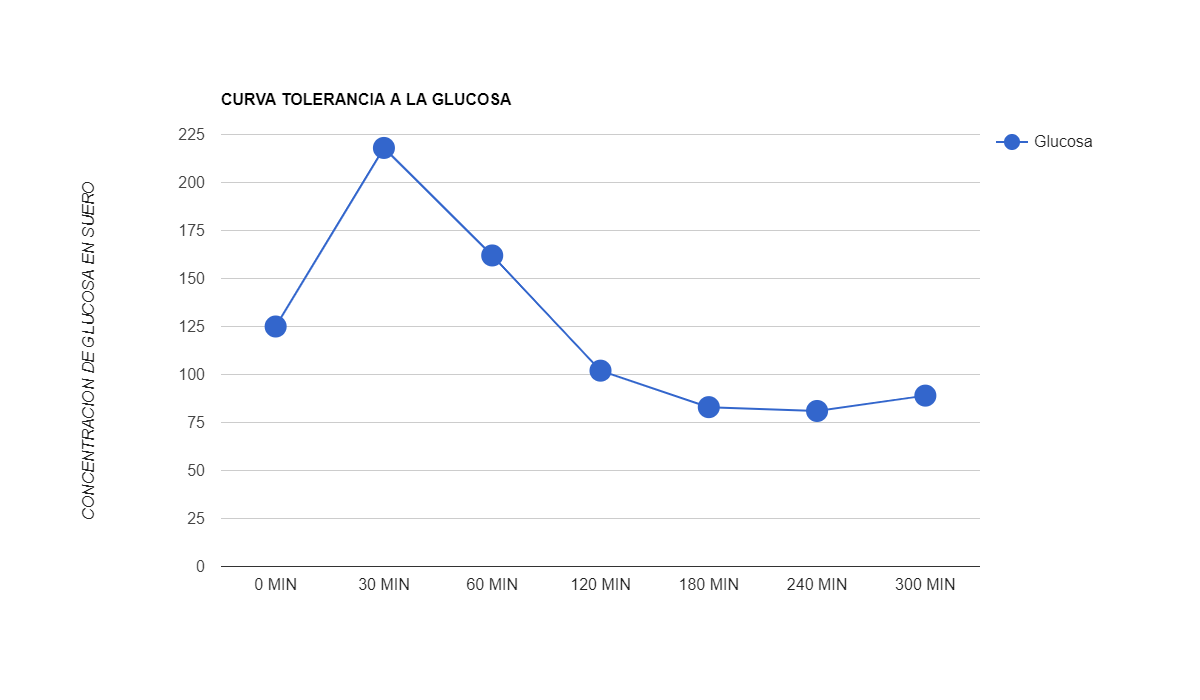 CURVA TOLERANCIA A LA GLUCOSA
Glucosa
CONCENTRACION DE GLUCOSA EN SUERO
225
200
175
150
125
100
75
50
25
0
0 MIN
30 MIN
60 MIN
120 MIN
180 MIN
240 MIN
300 MIN